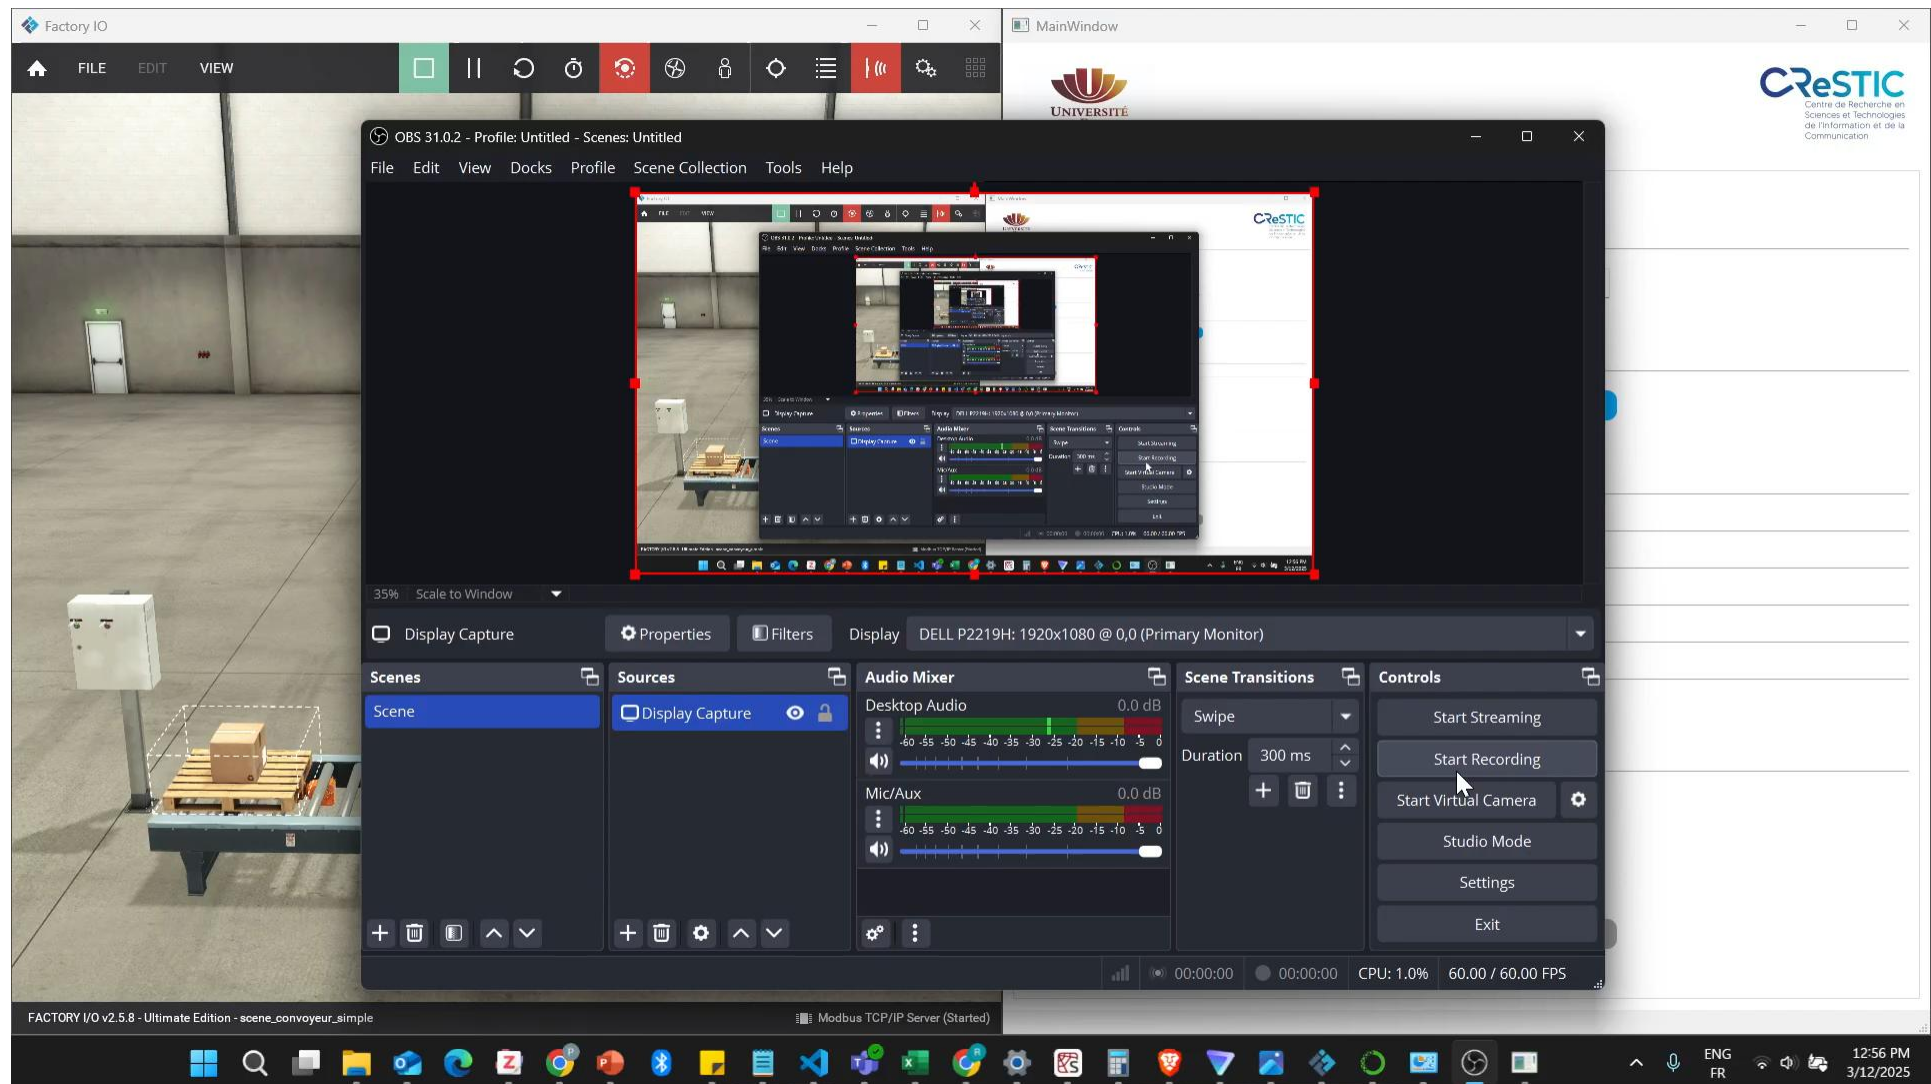 Factory IO
FILE EDIT VIEW
MainWindow
UNIVERSITÉ
CReSTIC
Centre de Recherche en
Sciences et Technologies
de l'Information et de la
Communication
OBS 31.0.2 - Profile: Untitled - Scenes: Untitled
File Edit View Docks Profile Scene Collection Tools Help
35% Scale to Window
Display Capture Properties Filters Display DELL P2219H: 1920x1080 @ 0,0 (Primary Monitor)
Scenes
Scene
Sources
Display Capture
Audio Mixer
Desktop Audio 0.0 dB
-60 -55 -50 -45 -40 -35 -30 -25 -20 -15 -10 -5 0
Mic/Aux 0.0 dB
-60 -55 -50 -45 -40 -35 -30 -25 -20 -15 -10 -5 0
Scene Transitions
Swipe
Duration 300 ms
Controls
Start Streaming
Start Recording
Start Virtual Camera
Studio Mode
Settings
Exit
00:00:00 00:00:00 CPU: 1.0% 60.00 / 60.00 FPS
FACTORY I/O v2.5.8 - Ultimate Edition - scene_convoyeur_simple
Modbus TCP/IP Server (Started)
ENG
FR
12:56 PM
3/12/2025